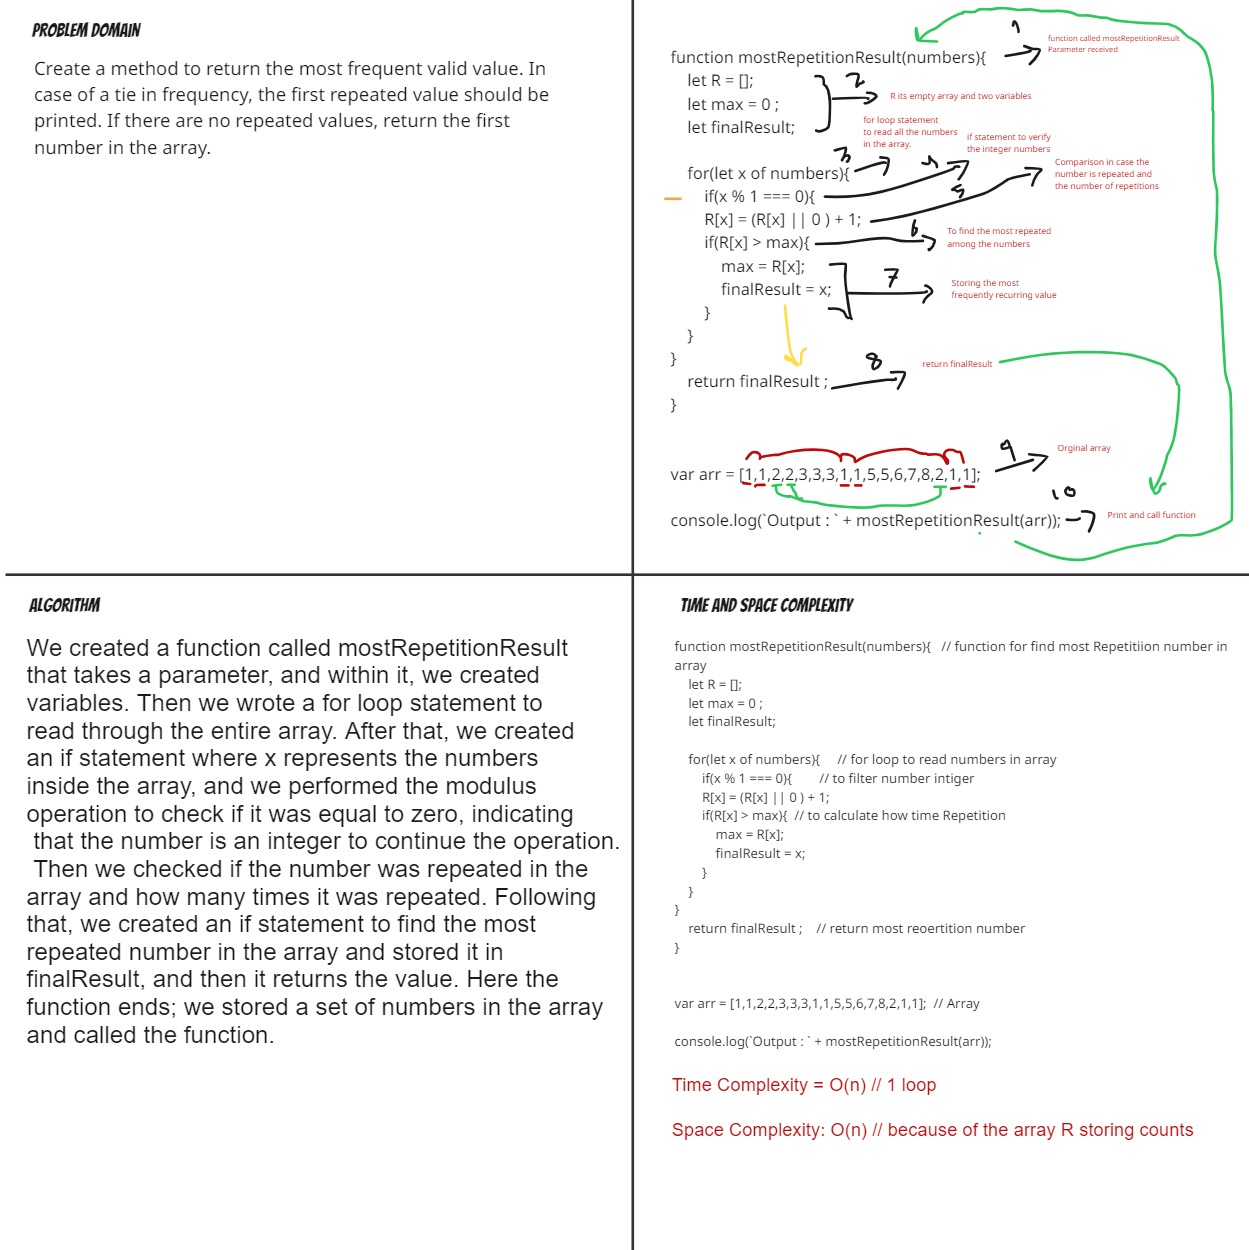 PROBLEM DOMAIN
Create a method to return the most frequent valid value. In
case of a tie in frequency, the first repeated value should be
printed. If there are no repeated values, return the first
number in the array.
function mostRepetitionResult(numbers){
let R = [];
let max = 0 ;
let finalResult;
for(let x of numbers){
if(x % 1 === 0){
R[x] = (R[x] || 0 ) + 1;
if(R[x] > max){
max = R[x];
finalResult = x;
}
}
}
return finalResult ;
}
var arr = [1,1,2,2,3,3,3,1,1,5,5,6,7,8,2,1,1];
console.log(`Output : ` + mostRepetitionResult(arr));
1
function called mostRepetitionResult
Parameter received
2
R its empty array and two variables
3
for loop statement
to read all the numbers
in the array.
4
if statement to verify
the integer numbers
5
Comparison in case the
number is repeated and
the number of repetitions
6
To find the most repeated
among the numbers
7
Storing the most
frequently recurring value
8
return finalResult
9
Orginal array
10
Print and call function
ALGORITHM
We created a function called mostRepetitionResult
that takes a parameter, and within it, we created
variables. Then we wrote a for loop statement to
read through the entire array. After that, we created
an if statement where x represents the numbers
inside the array, and we performed the modulus
operation to check if it was equal to zero, indicating
that the number is an integer to continue the operation.
Then we checked if the number was repeated in the
array and how many times it was repeated. Following
that, we created an if statement to find the most
repeated number in the array and stored it in
finalResult, and then it returns the value. Here the
function ends; we stored a set of numbers in the array
and called the function.
TIME AND SPACE COMPLEXITY
function mostRepetitionResult(numbers){ // function for find most Repetitiion number in
array
let R = [];
let max = 0 ;
let finalResult;
for(let x of numbers){ // for loop to read numbers in array
if(x % 1 === 0){ // to filter number intiger
R[x] = (R[x] || 0 ) + 1;
if(R[x] > max){ // to calculate how time Repetition
max = R[x];
finalResult = x;
}
}
}
return finalResult ; // return most reoertition number
}
var arr = [1,1,2,2,3,3,3,1,1,5,5,6,7,8,2,1,1]; // Array
console.log(`Output : ` + mostRepetitionResult(arr));
Time Complexity = O(n) // 1 loop
Space Complexity: O(n) // because of the array R storing counts